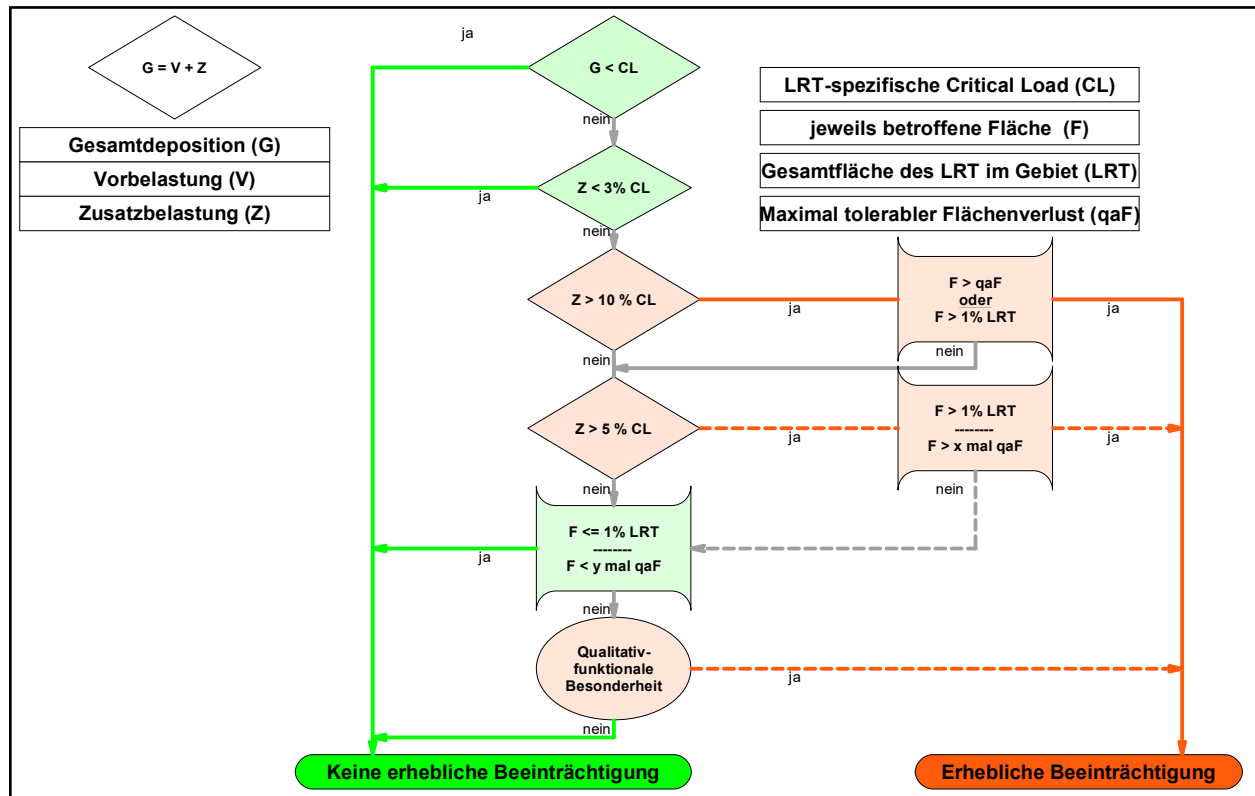 G = V + Z
Gesamtdeposition (G)
Vorbelastung (V)
Zusatzbelastung (Z)
ja
G < CL
nein
LRT-spezifische Critical Load (CL)
jeweils betroffene Fläche (F)
Gesamtfläche des LRT im Gebiet (LRT)
Maximal tolerabler Flächenverlust (qaF)
Z < 3% CL
ja
nein
Z > 10 % CL
ja
F > qaF
oder
F > 1% LRT
ja
nein
nein
Z > 5 % CL
ja
F > 1% LRT
--------
F > x mal qaF
ja
nein
nein
F <= 1% LRT
--------
F < y mal qaF
ja
nein
Qualitativ-
funktionale
Besonderheit
ja
nein
Keine erhebliche Beeinträchtigung
Erhebliche Beeinträchtigung